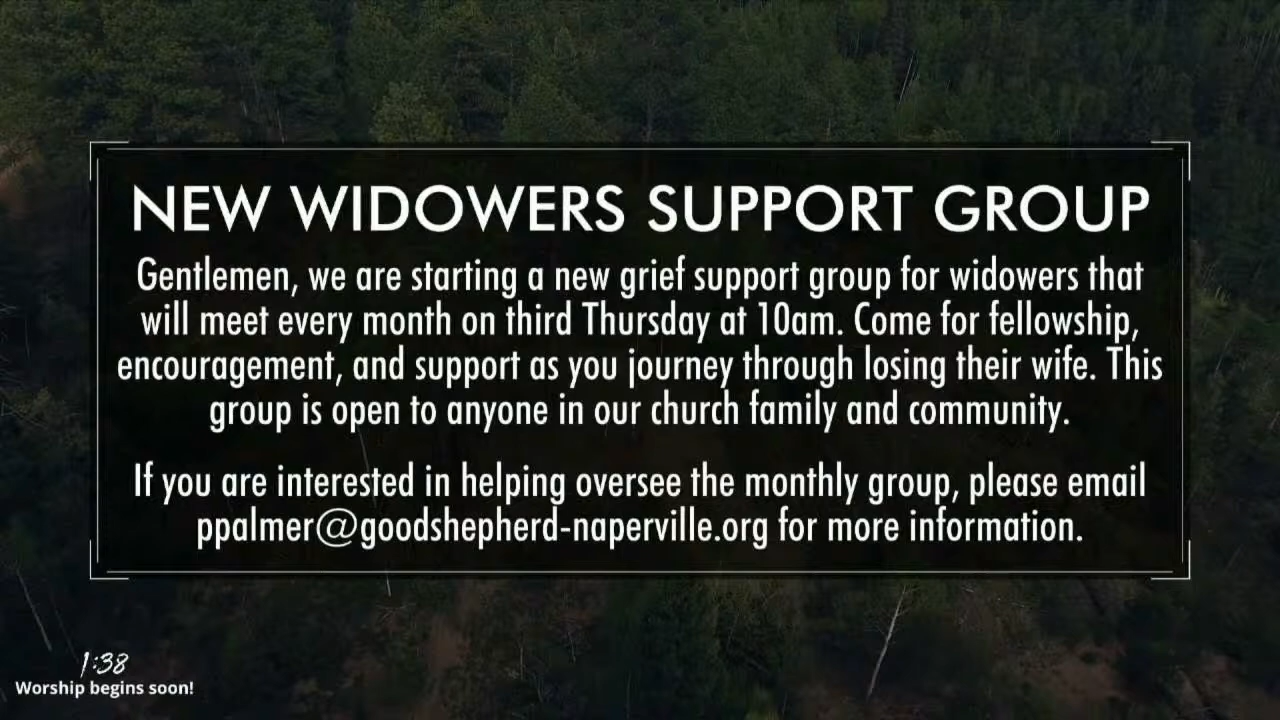 NEW WIDOWERS SUPPORT GROUP
Gentlemen, we are starting a new grief support group for widowers that
will meet every month on third Thursday at 10am. Come for fellowship,
encouragement, and support as you journey through losing their wife. This
group is open to anyone in our church family and community.
If you are interested in helping oversee the monthly group, please email
ppalmer@goodshepherd-naperville.org for more information.
1:38
Worship begins soon!